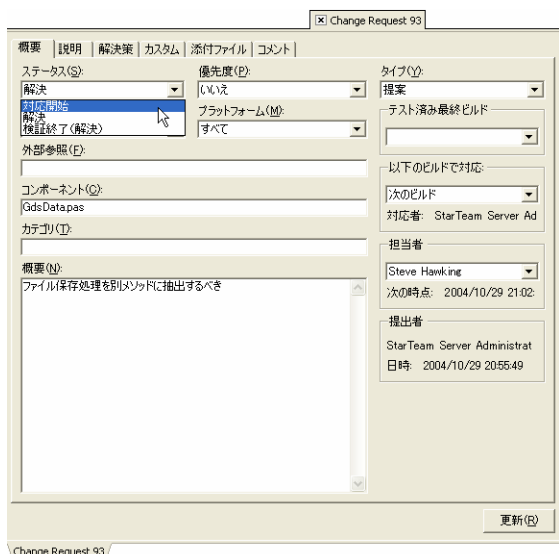 Change Request 93
概要 説明 解決策 カスタム 添付ファイル コメント
ステータス(S): 優先度(P): タイプ(Y):
解決 いいえ 提案
対応開始
解決
検証終了(解決)
プラットフォーム(M):
すべて
テスト済み最終ビルド
外部参照(F):
以下のビルドで対応:
次のビルド
対応者: StarTeam Server Ad
コンポーネント(C):
GdsData.pas
カテゴリ(T):
担当者
Steve Hawking
次の時点: 2004/10/29 21:02:
概要(N):
ファイル保存処理を別メソッドに抽出するべき
提出者
StarTeam Server Administrat
日時: 2004/10/29 20:55:49
更新(R)
Change Request 93